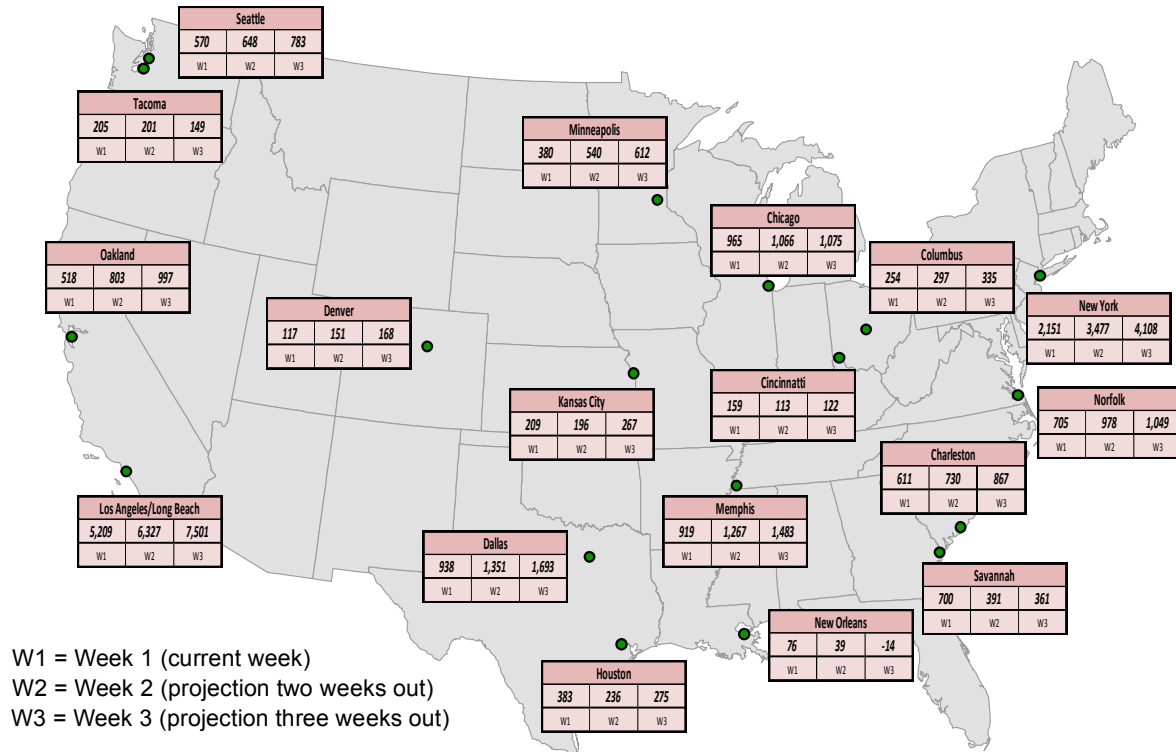 Seattle
570 648 783
W1 W2 W3
Tacoma
205 201 149
W1 W2 W3
Minneapolis
380 540 612
W1 W2 W3
Chicago
965 1,066 1,075
W1 W2 W3
Oakland
518 803 997
W1 W2 W3
Columbus
254 297 335
W1 W2 W3
Denver
117 151 168
W1 W2 W3
New York
2,151 3,477 4,108
W1 W2 W3
Cincinnatti
159 113 122
W1 W2 W3
Kansas City
209 196 267
W1 W2 W3
Norfolk
705 978 1,049
W1 W2 W3
Charleston
611 730 867
W1 W2 W3
Los Angeles/Long Beach
5,209 6,327 7,501
W1 W2 W3
Memphis
919 1,267 1,483
W1 W2 W3
Dallas
938 1,351 1,693
W1 W2 W3
Savannah
700 391 361
W1 W2 W3
New Orleans
76 39 -14
W1 W2 W3
Houston
383 236 275
W1 W2 W3
W1 = Week 1 (current week)
W2 = Week 2 (projection two weeks out)
W3 = Week 3 (projection three weeks out)